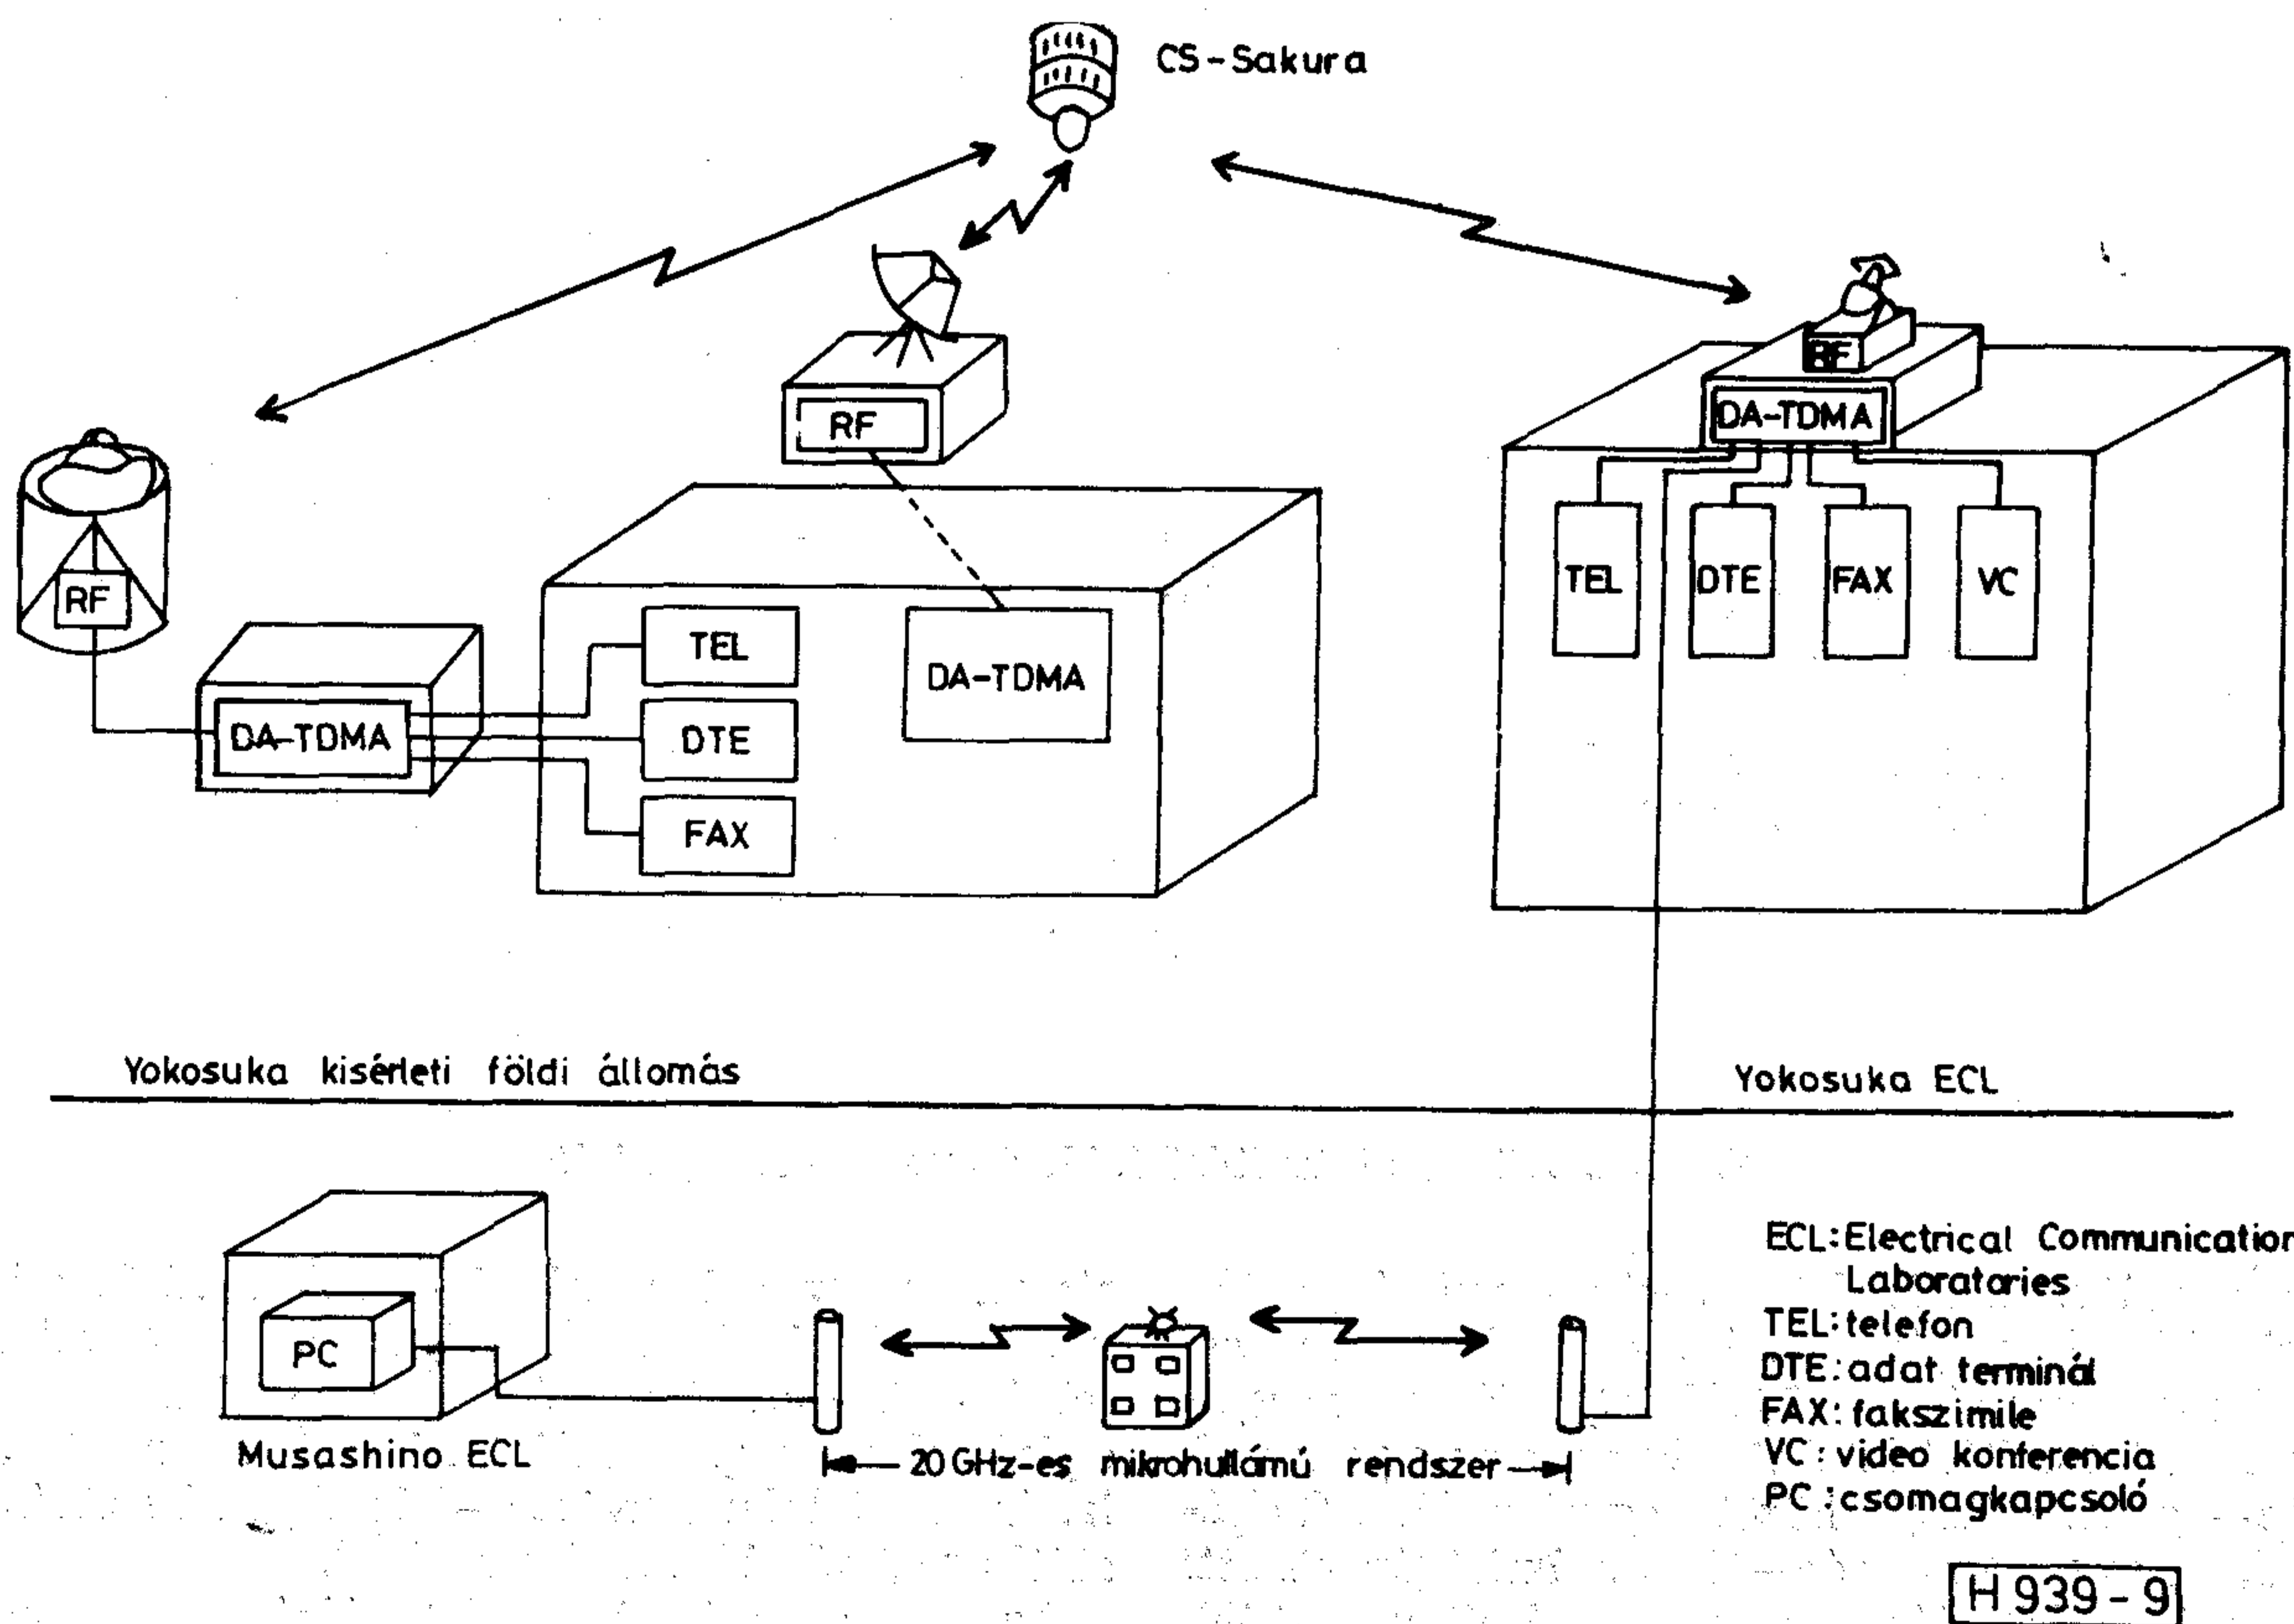 CS-Sakura
RF
RF
DA-TDMA
RF
DA-TDMA
TEL
DTE
FAX
DA-TDMA
TEL
DTE
FAX
VC
Yokosuka kisérleti földi állomás
Yokosuka ECL
PC
Musashino ECL
20 GHz-es mikrohullámú rendszer
ECL: Electrical Communication
Laboratories
TEL: telefon
DTE: adat terminál
FAX: fakszimile
VC: video konferencia
PC: csomagkapcsoló
H 939-9